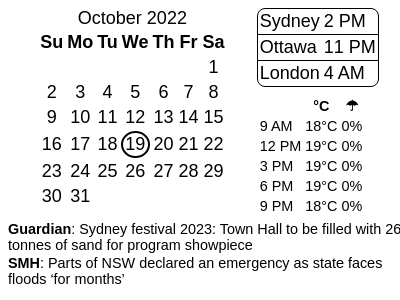 October 2022
Su Mo Tu We Th Fr Sa
1
2 3 4 5 6 7 8
9 10 11 12 13 14 15
16 17 18 19 20 21 22
23 24 25 26 27 28 29
30 31
Sydney 2 PM
Ottawa 11 PM
London 4 AM
°C ☂
9 AM 18°C 0%
12 PM 19°C 0%
3 PM 19°C 0%
6 PM 19°C 0%
9 PM 18°C 0%
Guardian: Sydney festival 2023: Town Hall to be filled with 26
tonnes of sand for program showpiece
SMH: Parts of NSW declared an emergency as state faces
floods ‘for months’